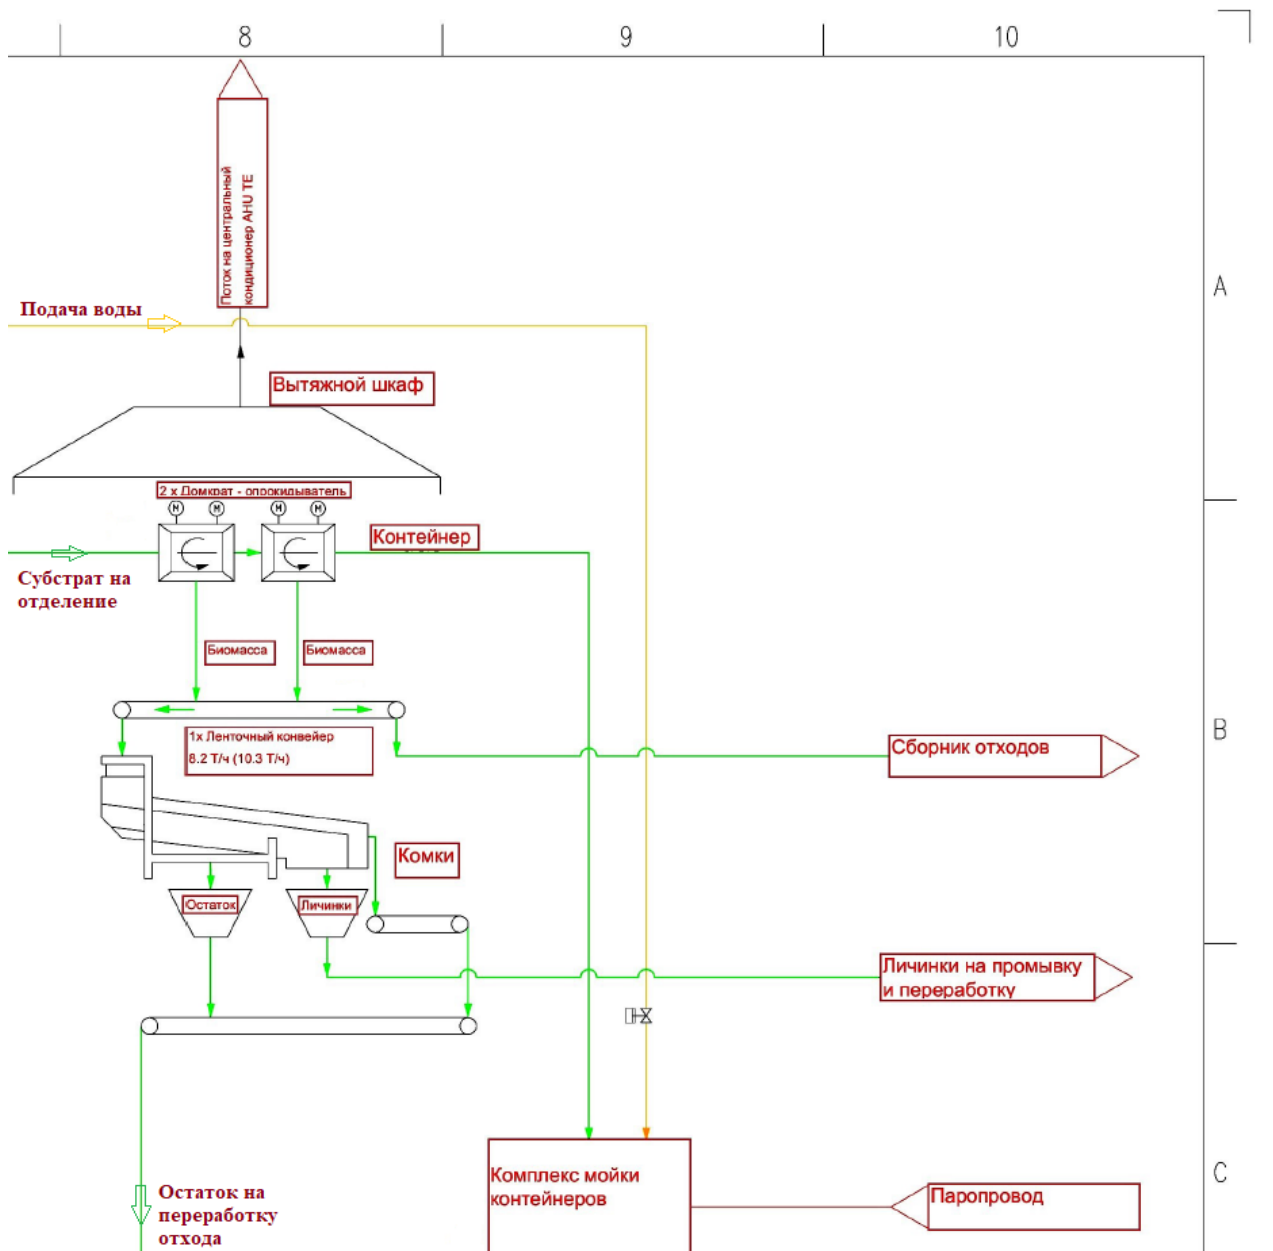 8
9
10
Поток на центральный
кондиционер AHU TE
A
Подача воды
Вытяжной шкаф
2 x Домкрат - опрокидыватель
M
M
M
M
Контейнер
Субстрат на
отделение
Биомасса
Биомасса
1x Ленточный конвейер
8.2 Т/ч (10.3 Т/ч)
B
Сборник отходов
Комки
Остаток
Личинки
Личинки на промывку
и переработку
Комплекс мойки
контейнеров
C
Паропровод
Остаток на
переработку
отхода